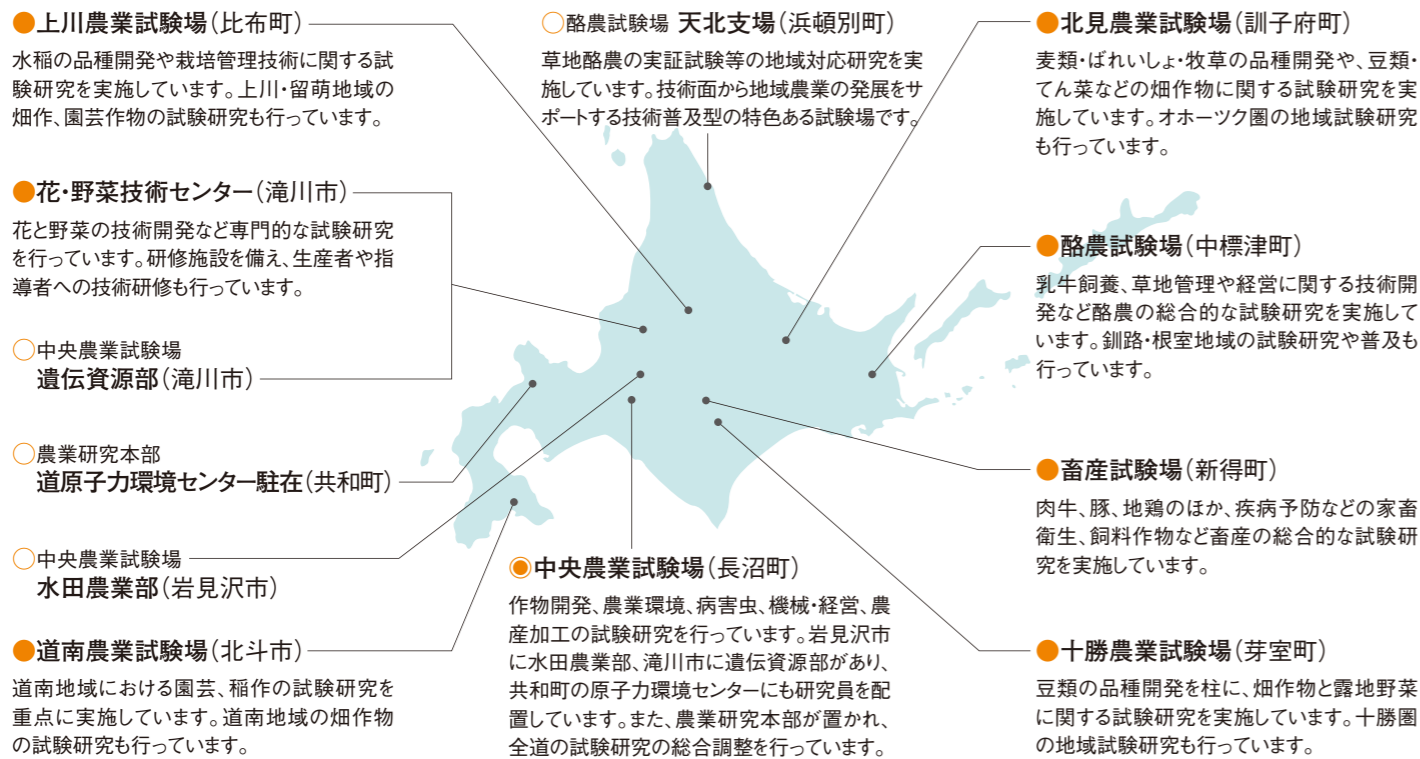 ●上川農業試験場(比布町)
水稲の品種開発や栽培管理技術に関する試
験研究を実施しています。上川・留萌地域の
畑作、園芸作物の試験研究も行っています。
●花・野菜技術センター(滝川市)
花と野菜の技術開発など専門的な試験研究
を行っています。研修施設を備え、生産者や指
導者への技術研修も行っています。
○中央農業試験場
遺伝資源部(滝川市)
○農業研究本部
道原子力環境センター駐在(共和町)
○中央農業試験場
水田農業部(岩見沢市)
●道南農業試験場(北斗市)
道南地域における園芸、稲作の試験研究を
重点に実施しています。道南地域の畑作物
の試験研究も行っています。
○酪農試験場 天北支場(浜頓別町)
草地酪農の実証試験等の地域対応研究を実
施しています。技術面から地域農業の発展をサ
ポートする技術普及型の特色ある試験場です。
◉中央農業試験場(長沼町)
作物開発、農業環境、病害虫、機械・経営、農
産加工の試験研究を行っています。岩見沢市
に水田農業部、滝川市に遺伝資源部があり、
共和町の原子力環境センターにも研究員を配
置しています。また、農業研究本部が置かれ、
全道の試験研究の総合調整を行っています。
●北見農業試験場(訓子府町)
麦類・ばれいしょ・牧草の品種開発や、豆類・
てん菜などの畑作物に関する試験研究を実
施しています。オホーツク圏の地域試験研究
も行っています。
●酪農試験場(中標津町)
乳牛飼養、草地管理や経営に関する技術開
発など酪農の総合的な試験研究を実施して
います。釧路・根室地域の試験研究や普及も
行っています。
●畜産試験場(新得町)
肉牛、豚、地鶏のほか、疾病予防などの家畜
衛生、飼料作物など畜産の総合的な試験研
究を実施しています。
●十勝農業試験場(芽室町)
豆類の品種開発を柱に、畑作物と露地野菜
に関する試験研究を実施しています。十勝圏
の地域試験研究も行っています。